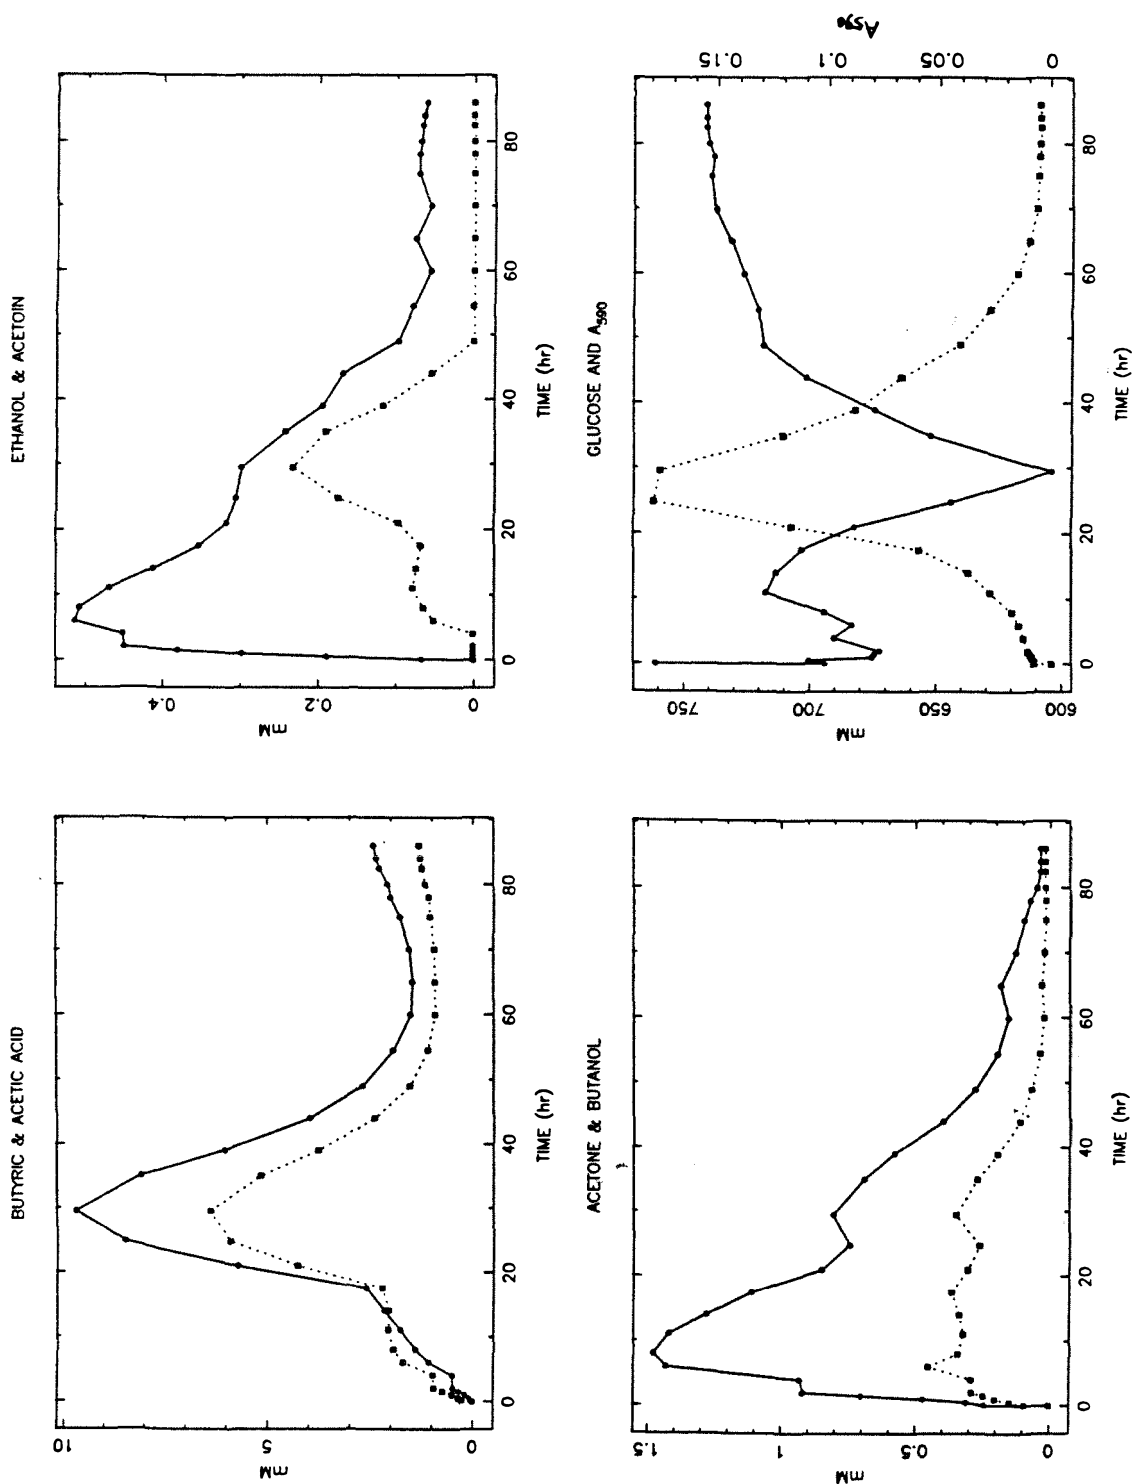 BUTYRIC & ACETIC ACID
10
5
0
mM
0
20
40
60
80
TIME (hr)
ETHANOL & ACETOIN
0.4
0.2
0
mM
0
20
40
60
80
TIME (hr)
ACETONE & BUTANOL
1.5
1
0.5
0
mM
0
20
40
60
80
TIME (hr)
GLUCOSE AND A590
750
700
650
600
mM
0.15
0.1
0.05
0
A590
0
20
40
60
80
TIME (hr)